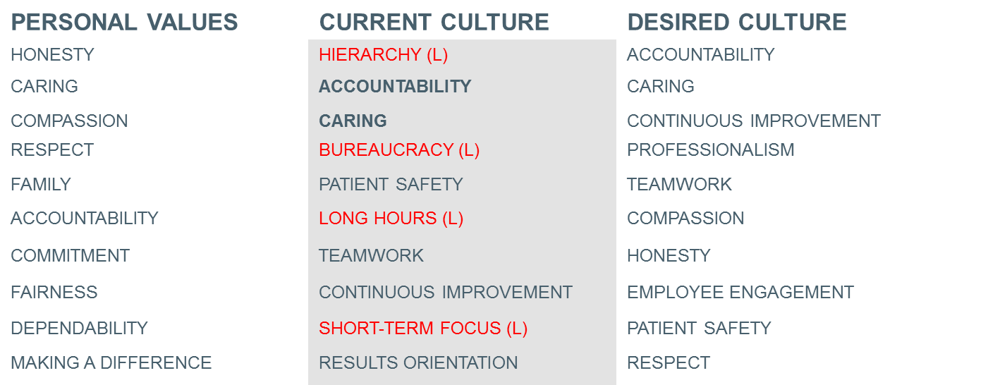 PERSONAL VALUES CURRENT CULTURE DESIRED CULTURE
HONESTY HIERARCHY (L) ACCOUNTABILITY
CARING ACCOUNTABILITY CARING
COMPASSION CARING CONTINUOUS IMPROVEMENT
RESPECT BUREAUCRACY (L) PROFESSIONALISM
FAMILY PATIENT SAFETY TEAMWORK
ACCOUNTABILITY LONG HOURS (L) COMPASSION
COMMITMENT TEAMWORK HONESTY
FAIRNESS CONTINUOUS IMPROVEMENT EMPLOYEE ENGAGEMENT
DEPENDABILITY SHORT-TERM FOCUS (L) PATIENT SAFETY
MAKING A DIFFERENCE RESULTS ORIENTATION RESPECT